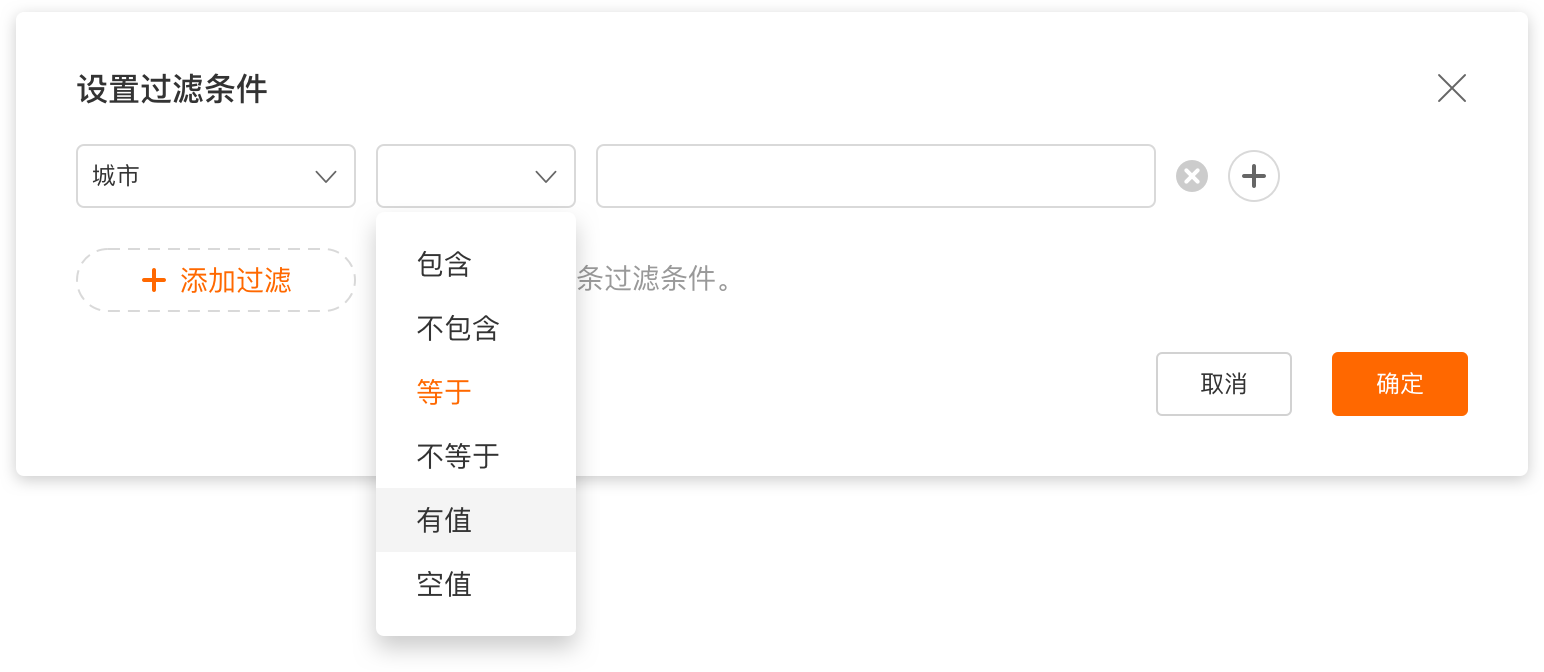 设置过滤条件
城市
包含
添加过滤
条过滤条件。
不包含
等于
不等于
有值
空值
取消
确定